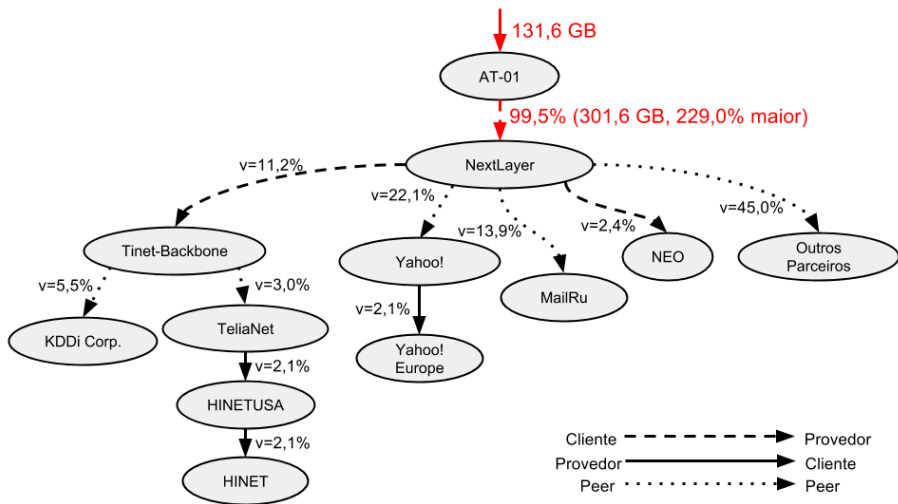 131,6 GB
AT-01
99,5% (301,6 GB, 229,0% maior)
NextLayer
v=11,2%
v=22,1%
v=13,9%
v=2,4%
v=45,0%
Tinet-Backbone
Yahoo!
NEO
Outros
Parceiros
v=5,5%
v=3,0%
v=2,1%
MailRu
KDDi Corp.
TeliaNet
Yahoo!
Europe
v=2,1%
HINETUSA
v=2,1%
HINET
Cliente Provedor
Provedor Cliente
Peer Peer